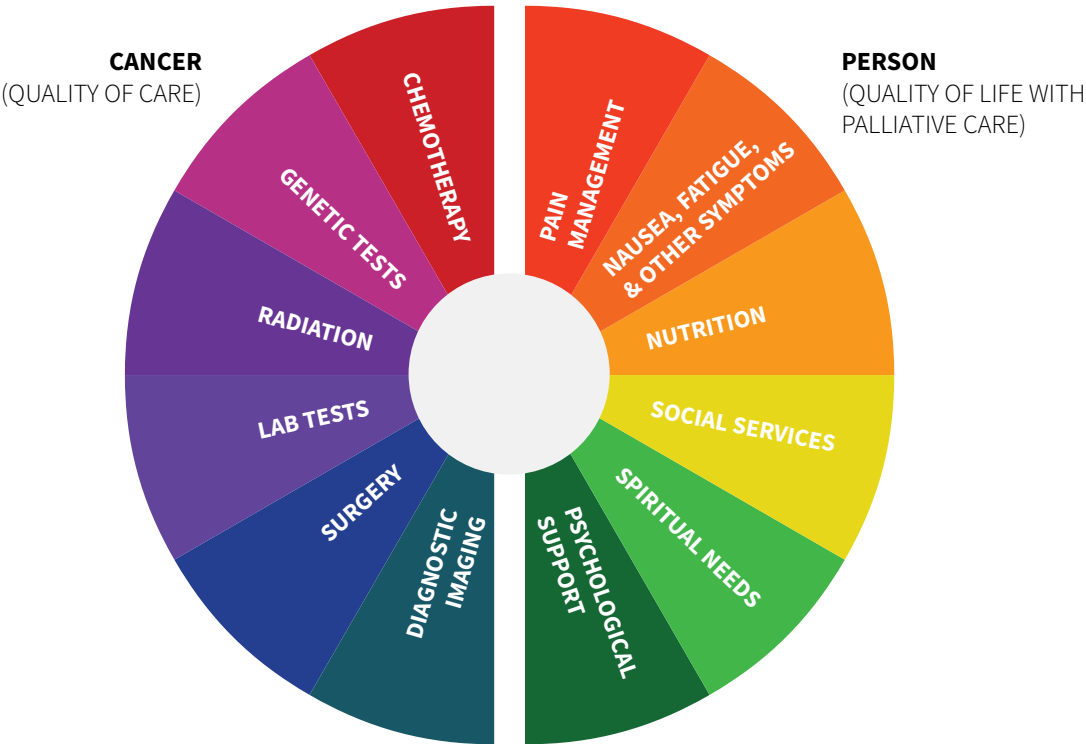 CANCER
(QUALITY OF CARE)
PERSON
(QUALITY OF LIFE WITH
PALLIATIVE CARE)
CHEMOTHERAPY
GENETIC TESTS
RADIATION
LAB TESTS
SURGERY
DIAGNOSTIC
IMAGING
PAIN
MANAGEMENT
NAUSEA, FATIGUE,
& OTHER SYMPTOMS
NUTRITION
SOCIAL SERVICES
SPIRITUAL NEEDS
PSYCHOLOGICAL
SUPPORT